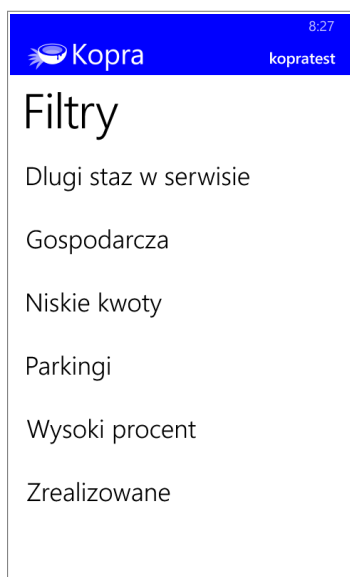 8:27
Kopra
kopratest
Filtry
Dlugi staz w serwisie
Gospodarcza
Niskie kwoty
Parkingi
Wysoki procent
Zrealizowane